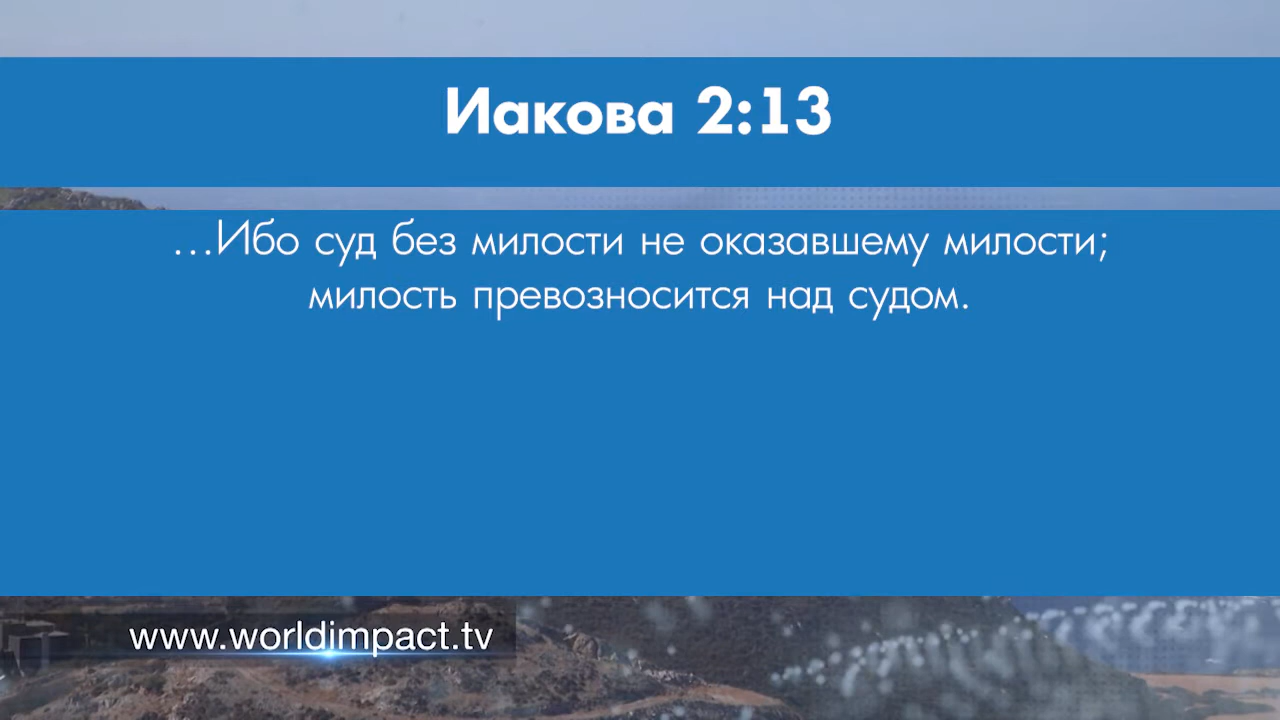 Иакова 2:13
...Ибо суд без милости не оказавшему милости;
милость превозносится над судом.
www.worldimpact.tv